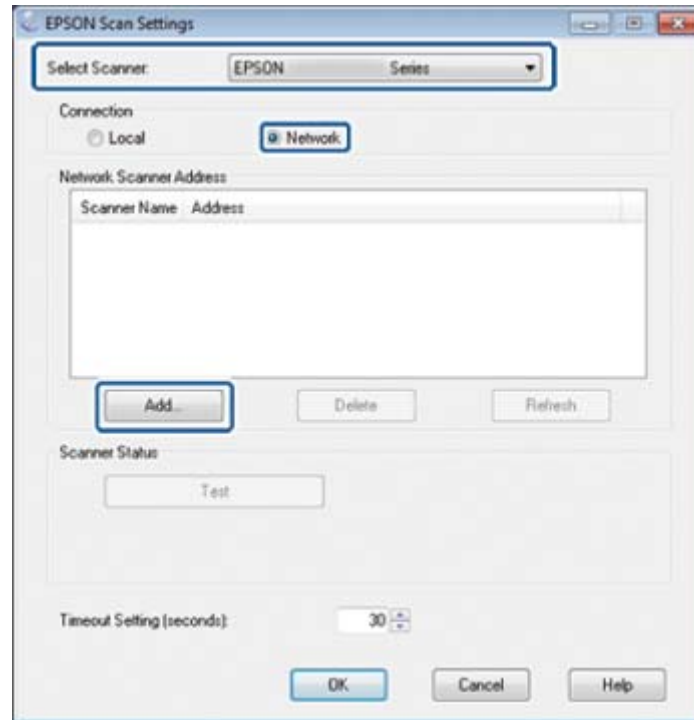 EPSON Scan Settings
Select Scanner: EPSON Series
Connection
Local Network
Network Scanner Address
Scanner Name Address
Add... Delete Refresh
Scanner Status
Test
Timeout Setting (seconds): 30
OK Cancel Help